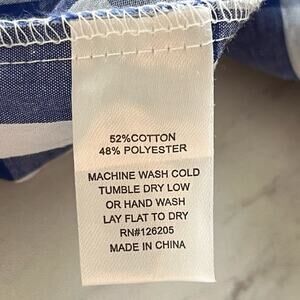 52%COTTON
48% POLYESTER
MACHINE WASH COLD
TUMBLE DRY LOW
OR HAND WASH
LAY FLAT TO DRY
RN#126205
MADE IN CHINA